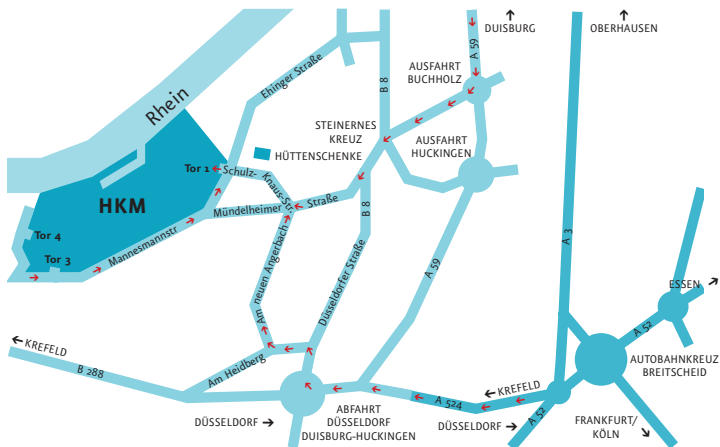 DUISBURG
OBERHAUSEN
A 59
AUSFAHRT
BUCHHOLZ
Ehinger Straße
B 8
Rhein
STEINERNES
KREUZ
AUSFAHRT
HUCKINGEN
HÜTTENSCHENKE
Tor 1
Schulz-
Knaus-Str.
HKM
Mündelheimer
Straße
B 8
Tor 4
Tor 3
Mannesmannstr
Am neuen Angerbach
Düsseldorfer Straße
A 59
A 3
ESSEN
A 52
KREFELD
B 288
Am Heidberg
AUTOBAHNKREUZ
BREITSCHEID
KREFELD
A 524
A 52
DÜSSELDORF
ABFAHRT
DÜSSELDORF
DUISBURG-HUCKINGEN
DÜSSELDORF
FRANKFURT/
KÖLN